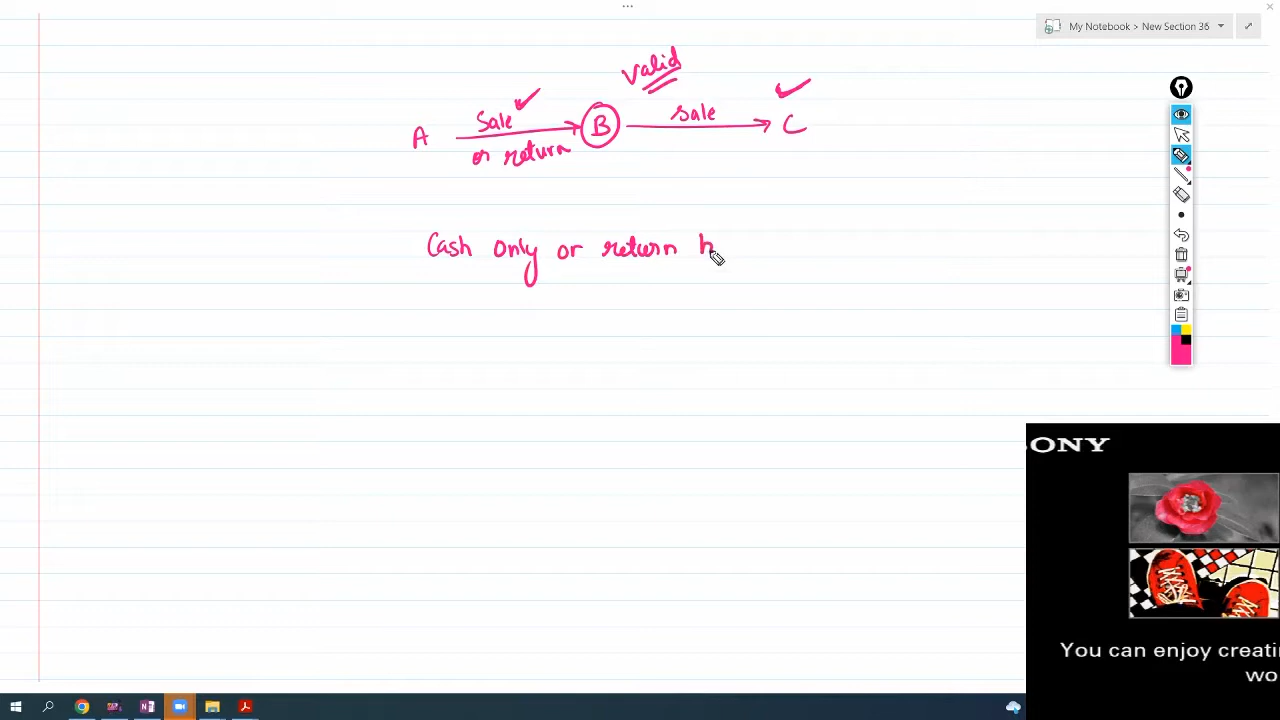 My Notebook > New Section 36
Valid
A Sale B sale C
or return
Cash only or return
ONY
You can enjoy creati
wo